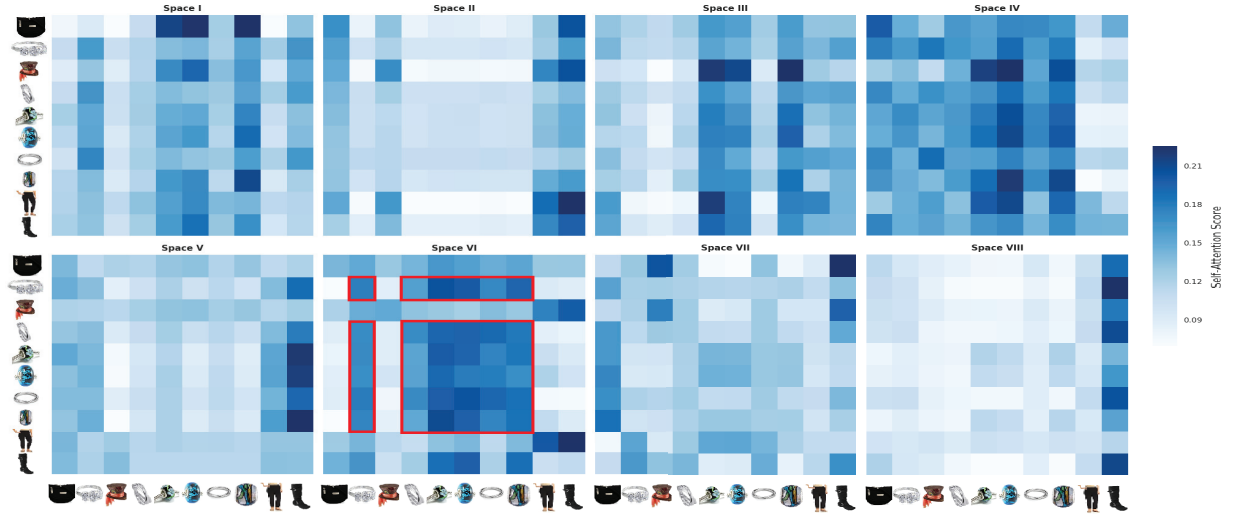 Space I
Space II
Space III
Space IV
Space V
Space VI
Space VII
Space VIII
0.21
0.18
0.15
0.12
0.09
Self-Attention Score